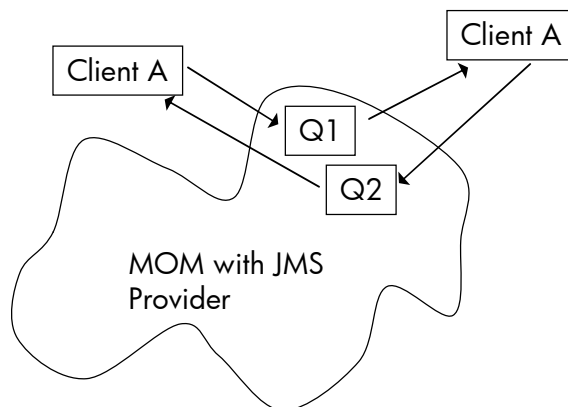 Client A
Client A
Q1
Q2
MOM with JMS
Provider